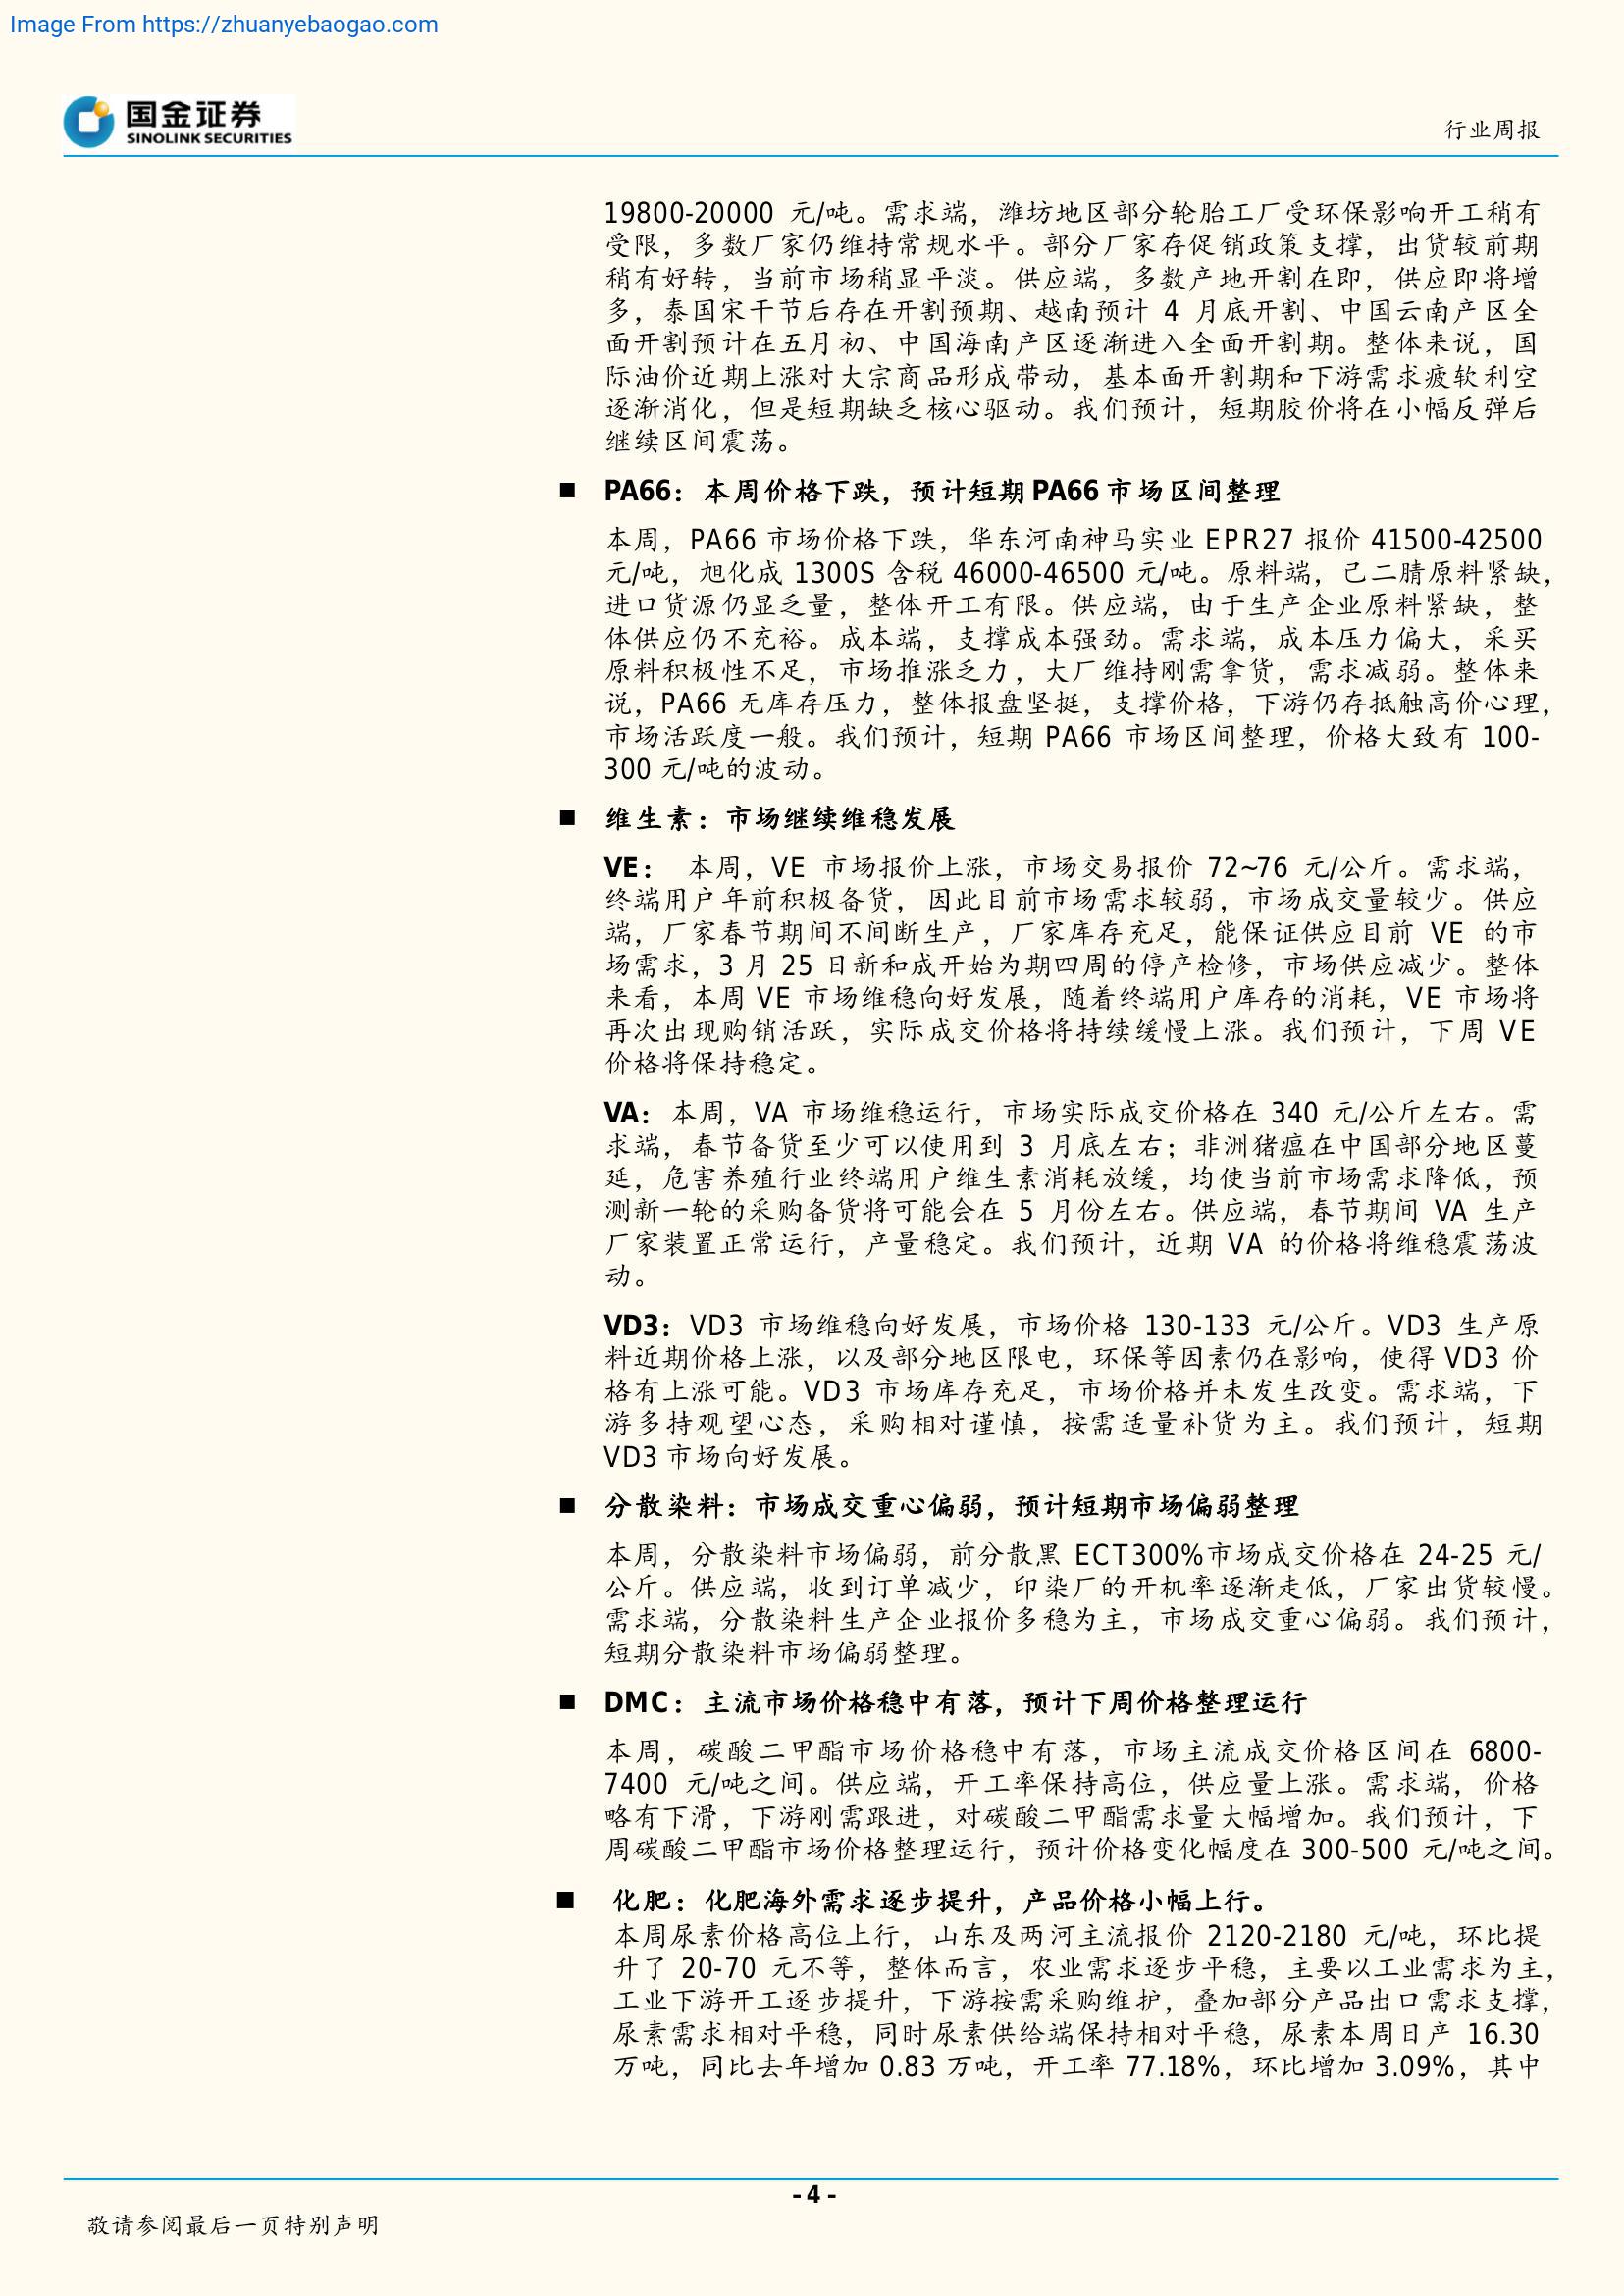 Image From https://zhuanyebaogao.com
国金证券
SINOLINK SECURITIES
行业周报
19800-20000 元/吨。需求端，潍坊地区部分轮胎工厂受环保影响开工稍有
受限，多数厂家仍维持常规水平。部分厂家存促销政策支撑，出货较前期
稍有好转，当前市场稍显平淡。供应端，多数产地开割在即，供应即将增
多，泰国宋干节后存在开割预期、越南预计 4 月底开割、中国云南产区全
面开割预计在五月初、中国海南产区逐渐进入全面开割期。整体来说，国
际油价近期上涨对大宗商品形成带动，基本面开割期和下游需求疲软利空
逐渐消化，但是短期缺乏核心驱动。我们预计，短期胶价将在小幅反弹后
继续区间震荡。
■ PA66：本周价格下跌，预计短期 PA66 市场区间整理
本周，PA66 市场价格下跌，华东河南神马实业 EPR27 报价 41500-42500
元/吨，旭化成 1300S 含税 46000-46500 元/吨。原料端，己二腈原料紧缺，
进口货源仍显乏量，整体开工有限。供应端，由于生产企业原料紧缺，整
体供应仍不充裕。成本端，支撑成本强劲。需求端，成本压力偏大，采买
原料积极性不足，市场推涨乏力，大厂维持刚需拿货，需求减弱。整体来
说，PA66 无库存压力，整体报盘坚挺，支撑价格，下游仍存抵触高价心理，
市场活跃度一般。我们预计，短期 PA66 市场区间整理，价格大致有 100-
300 元/吨的波动。
■ 维生素：市场继续维稳发展
VE： 本周，VE 市场报价上涨，市场交易报价 72~76 元/公斤。需求端，
终端用户年前积极备货，因此目前市场需求较弱，市场成交量较少。供应
端，厂家春节期间不间断生产，厂家库存充足，能保证供应目前 VE 的市
场需求，3 月 25 日新和成开始为期四周的停产检修，市场供应减少。整体
来看，本周 VE 市场维稳向好发展，随着终端用户库存的消耗，VE 市场将
再次出现购销活跃，实际成交价格将持续缓慢上涨。我们预计，下周 VE
价格将保持稳定。
VA：本周，VA 市场维稳运行，市场实际成交价格在 340 元/公斤左右。需
求端，春节备货至少可以使用到 3 月底左右；非洲猪瘟在中国部分地区蔓
延，危害养殖行业终端用户维生素消耗放缓，均使当前市场需求降低，预
测新一轮的采购备货将可能会在 5 月份左右。供应端，春节期间 VA 生产
厂家装置正常运行，产量稳定。我们预计，近期 VA 的价格将维稳震荡波
动。
VD3：VD3 市场维稳向好发展，市场价格 130-133 元/公斤。VD3 生产原
料近期价格上涨，以及部分地区限电，环保等因素仍在影响，使得 VD3 价
格有上涨可能。VD3 市场库存充足，市场价格并未发生改变。需求端，下
游多持观望心态，采购相对谨慎，按需适量补货为主。我们预计，短期
VD3 市场向好发展。
■ 分散染料：市场成交重心偏弱，预计短期市场偏弱整理
本周，分散染料市场偏弱，前分散黑 ECT300%市场成交价格在 24-25 元/
公斤。供应端，收到订单减少，印染厂的开机率逐渐走低，厂家出货较慢。
需求端，分散染料生产企业报价多稳为主，市场成交重心偏弱。我们预计，
短期分散染料市场偏弱整理。
■ DMC：主流市场价格稳中有落，预计下周价格整理运行
本周，碳酸二甲酯市场价格稳中有落，市场主流成交价格区间在 6800-
7400 元/吨之间。供应端，开工率保持高位，供应量上涨。需求端，价格
略有下滑，下游刚需跟进，对碳酸二甲酯需求量大幅增加。我们预计，下
周碳酸二甲酯市场价格整理运行，预计价格变化幅度在 300-500 元/吨之间。
■ 化肥：化肥海外需求逐步提升，产品价格小幅上行。
本周尿素价格高位上行，山东及两河主流报价 2120-2180 元/吨，环比提
升了 20-70 元不等，整体而言，农业需求逐步平稳，主要以工业需求为主，
工业下游开工逐步提升，下游按需采购维护，叠加部分产品出口需求支撑，
尿素需求相对平稳，同时尿素供给端保持相对平稳，尿素本周日产 16.30
万吨，同比去年增加 0.83 万吨，开工率 77.18%，环比增加 3.09%，其中
- 4 -
敬请参阅最后一页特别声明